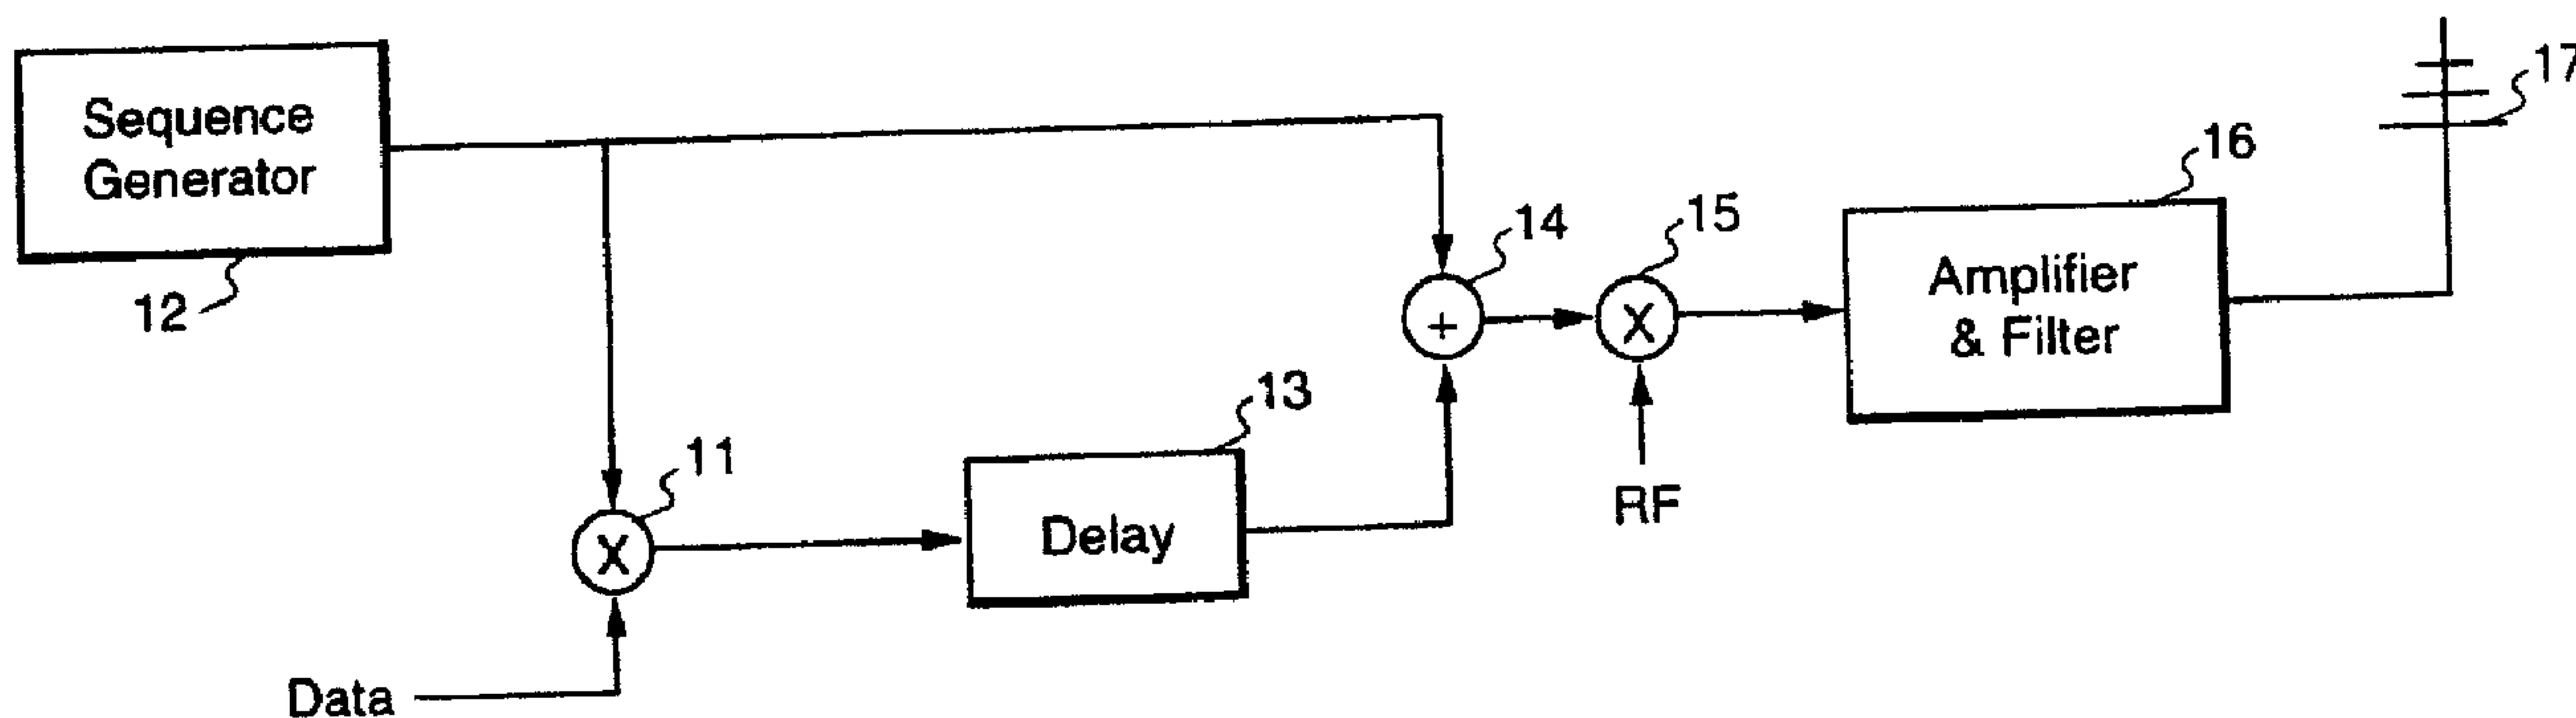 Sequence
Generator
12
17
16
15
14
Amplifier
& Filter
+
X
13
11
RF
Delay
X
Data